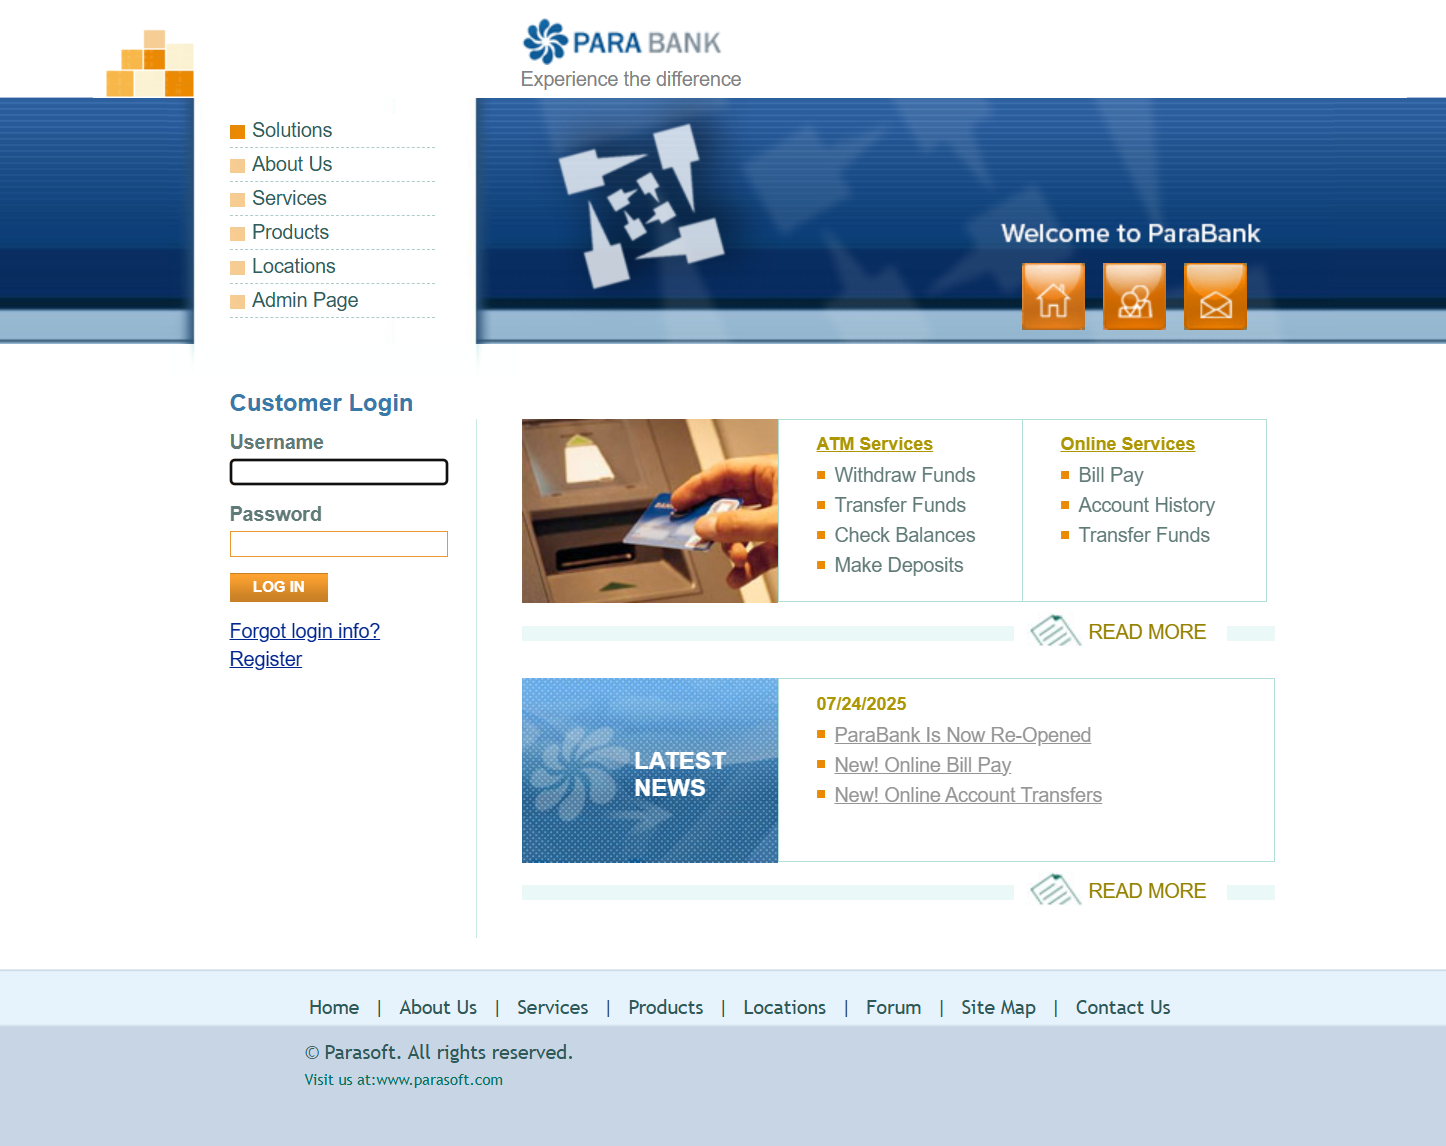 PARA BANK
Experience the difference
Solutions
About Us
Services
Products
Locations
Admin Page
Welcome to ParaBank
Customer Login
Username
Password
LOG IN
Forgot login info?
Register
ATM Services
Withdraw Funds
Transfer Funds
Check Balances
Make Deposits
Online Services
Bill Pay
Account History
Transfer Funds
READ MORE
LATEST
NEWS
07/24/2025
ParaBank Is Now Re-Opened
New! Online Bill Pay
New! Online Account Transfers
READ MORE
Home | About Us | Services | Products | Locations | Forum | Site Map | Contact Us
© Parasoft. All rights reserved.
Visit us at:www.parasoft.com